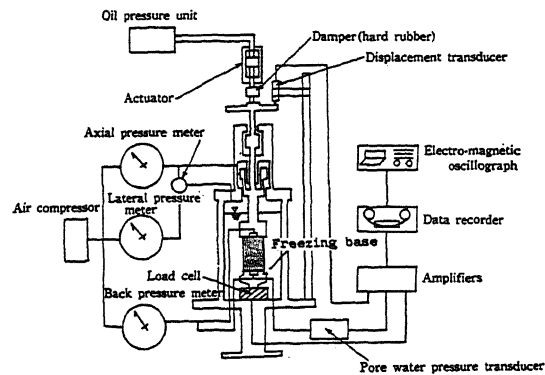 Oil pressure unit
Damper(hard rubber)
Displacement transducer
Actuator
Axial pressure meter
Electro-magnetic
oscillograph
Lateral pressure
meter
Air compressor
Data recorder
Freezing base
Load cell
Amplifiers
Back pressure meter
Pore water pressure transducer